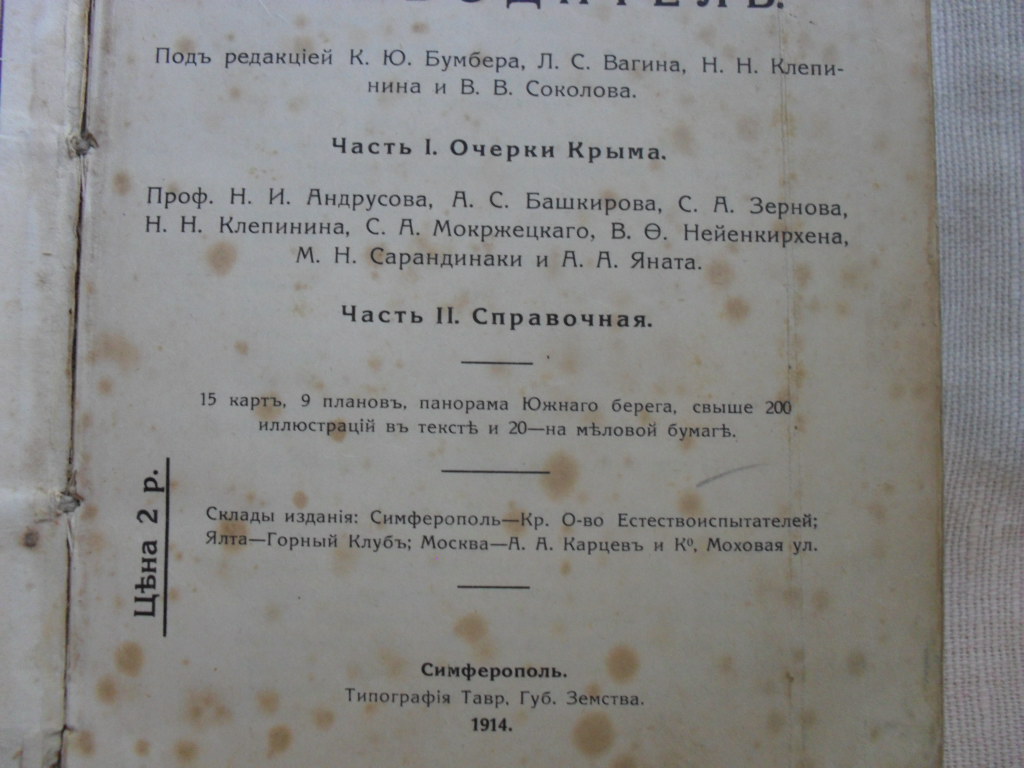 Подъ редакціей К. Ю. Бумбера, Л. С. Вагина, Н. Н. Клепи-
нина и В. В. Соколова.
Часть I. Очерки Крыма.
Проф. Н. И. Андрусова, А. С. Башкирова, С. А. Зернова,
Н. Н. Клепинина, С. А. Мокржецкаго, В. Ѳ. Нейенкирхена,
М. Н. Сарандинаки и А. А. Яната.
Часть II. Справочная.
15 картъ, 9 плановъ, панорама Южнаго берега, свыше 200
иллюстрацій въ текстѣ и 20—на мѣловой бумагѣ.
Цѣна 2 р.
Склады изданія: Симферополь—Кр. О-во Естествоиспытателей;
Ялта—Горный Клубъ; Москва—А. А. Карцевъ и Кº, Моховая ул.
Симферополь.
Типографія Тавр. Губ. Земства.
1914.